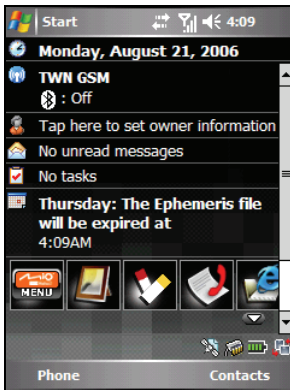 Start 4:09
Monday, August 21, 2006
TWN GSM
: Off
Tap here to set owner information
No unread messages
No tasks
Thursday: The Ephemeris file
will be expired at
4:09AM
Mio
MENU
Phone Contacts